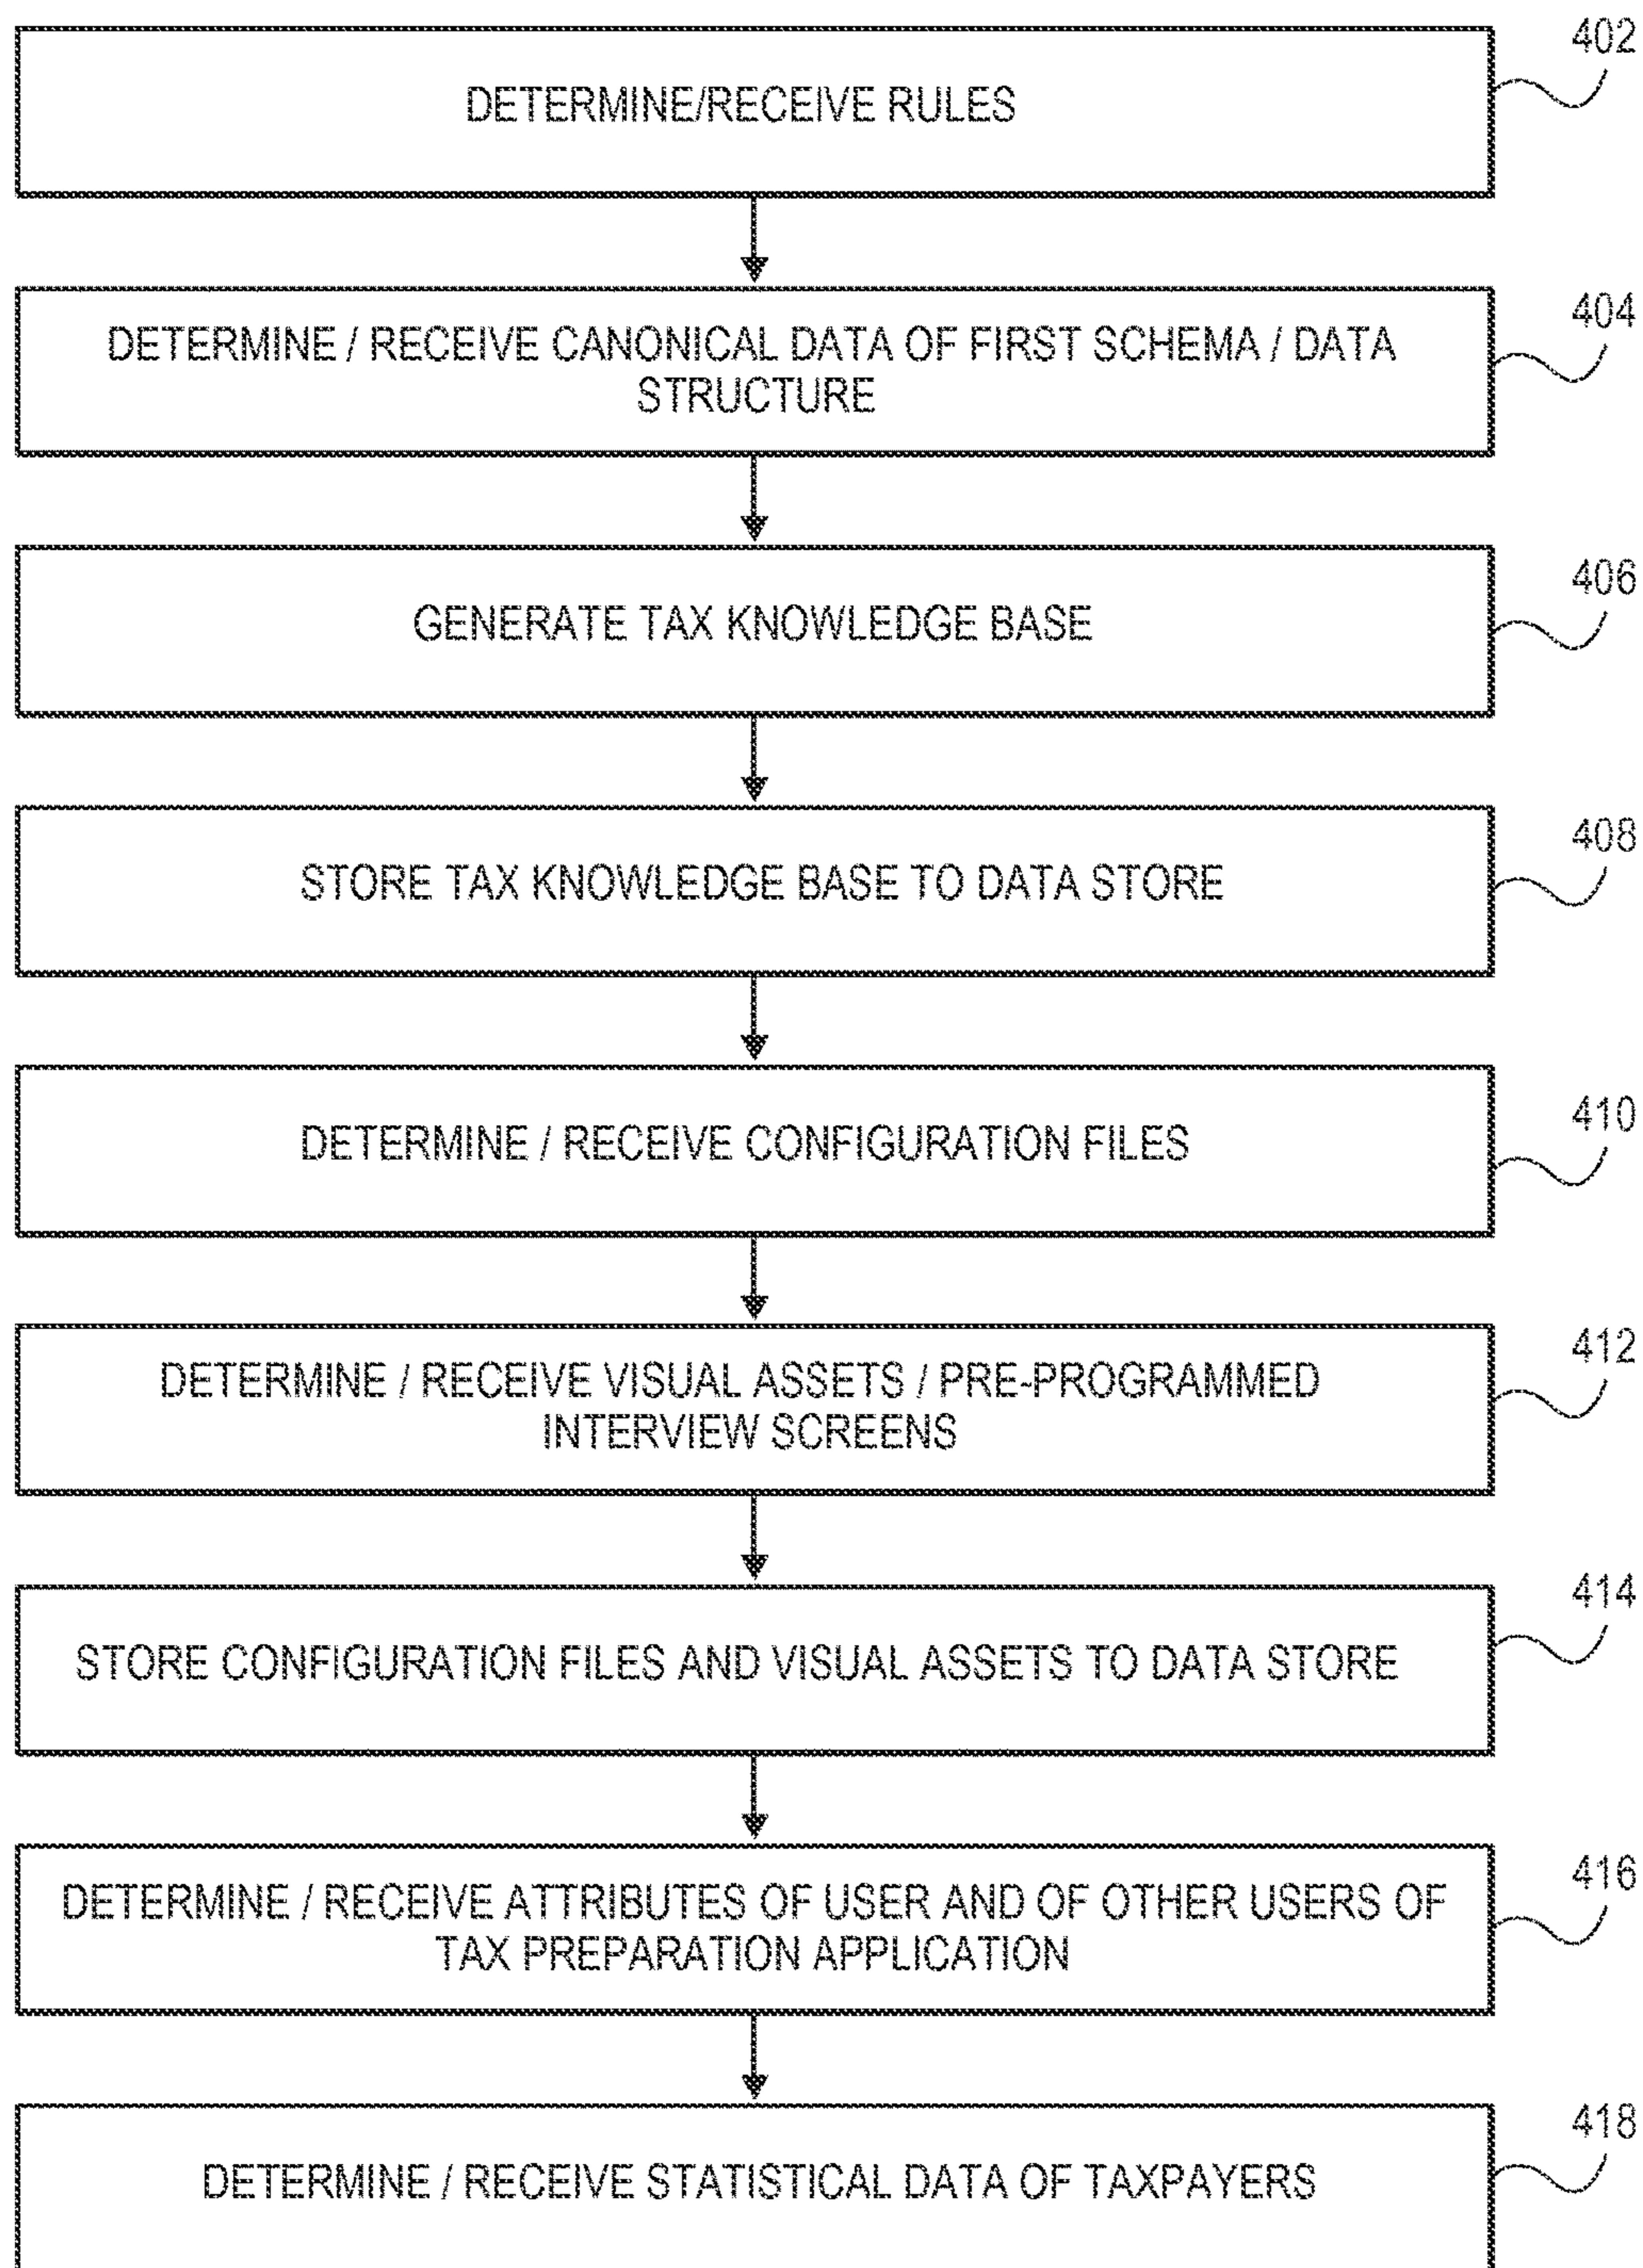 402
DETERMINE/RECEIVE RULES
404
DETERMINE / RECEIVE CANONICAL DATA OF FIRST SCHEMA / DATA
STRUCTURE
406
GENERATE TAX KNOWLEDGE BASE
408
STORE TAX KNOWLEDGE BASE TO DATA STORE
410
DETERMINE / RECEIVE CONFIGURATION FILES
412
DETERMINE / RECEIVE VISUAL ASSETS / PRE-PROGRAMMED
INTERVIEW SCREENS
414
STORE CONFIGURATION FILES AND VISUAL ASSETS TO DATA STORE
416
DETERMINE / RECEIVE ATTRIBUTES OF USER AND OF OTHER USERS OF
TAX PREPARATION APPLICATION
418
DETERMINE / RECEIVE STATISTICAL DATA OF TAXPAYERS